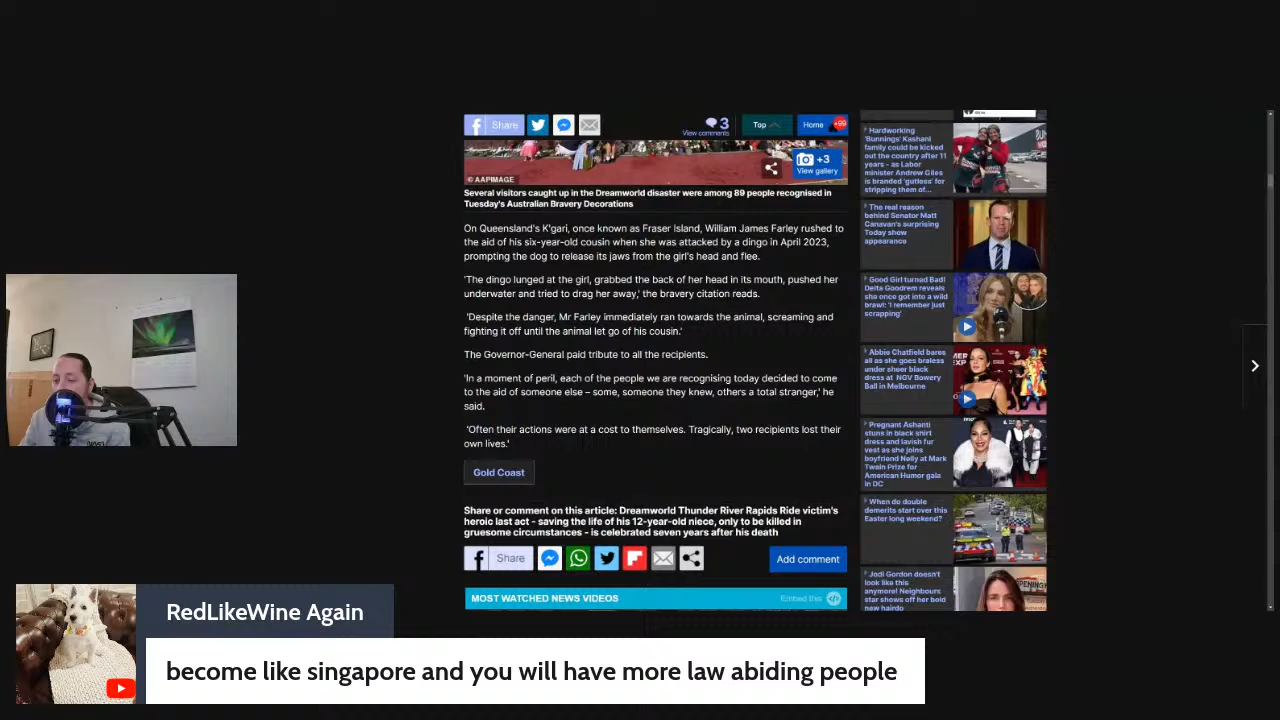 Share
3
View comments
Top
Home
+99
+3
View gallery
© AAPIMAGE
Several visitors caught up in the Dreamworld disaster were among 89 people recognised in
Tuesday's Australian Bravery Decorations
On Queensland's K'gari, once known as Fraser Island, William James Farley rushed to
the aid of his six-year-old cousin when she was attacked by a dingo in April 2023,
prompting the dog to release its jaws from the girl's head and flee.
'The dingo lunged at the girl, grabbed the back of her head in its mouth, pushed her
underwater and tried to drag her away,' the bravery citation reads.
'Despite the danger, Mr Farley immediately ran towards the animal, screaming and
fighting it off until the animal let go of his cousin.'
The Governor-General paid tribute to all the recipients.
'In a moment of peril, each of the people we are recognising today decided to come
to the aid of someone else – some, someone they knew, others a total stranger,' he
said.
'Often their actions were at a cost to themselves. Tragically, two recipients lost their
own lives.'
Gold Coast
Share or comment on this article: Dreamworld Thunder River Rapids Ride victim's
heroic last act - saving the life of his 12-year-old niece, only to be killed in
gruesome circumstances - is celebrated seven years after his death
Share
Add comment
MOST WATCHED NEWS VIDEOS
Embed this
Hardworking
'Bunnings' Kashani
family could be kicked
out the country after 11
years - as Labor
minister Andrew Giles
is branded 'gutless' for
stripping them of...
The real reason
behind Senator Matt
Canavan's surprising
Today show
appearance
Good Girl turned Bad!
Delta Goodrem reveals
she once got into a wild
brawl: 'I remember just
scrapping'
Abbie Chatfield bares
all as she goes braless
under sheer black
dress at NGV Bowery
Ball in Melbourne
Pregnant Ashanti
stuns in black shirt
dress and lavish fur
vest as she joins
boyfriend Nelly at Mark
Twain Prize for
American Humor gala
in DC
When do double
demerits start over this
Easter long weekend?
Jodi Gordon doesn't
look like this
anymore! Neighbours
star shows off her bold
new hairdo
RedLikeWine Again
become like singapore and you will have more law abiding people